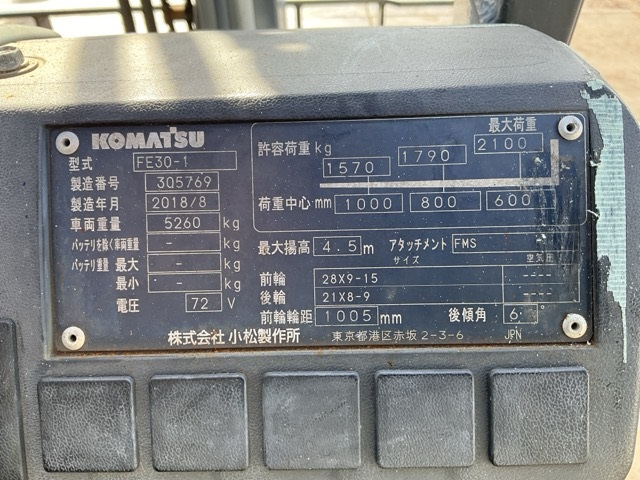 KOMATSU
型式 FE30-1
製造番号 305769
製造年月 2018/8
車両重量 5260 kg
バッテリを除く車両重量 - kg
バッテリ重量 最大 - kg
最小 - kg
電圧 72 V
最大荷重
許容荷重 kg 1570 1790 2100
荷重中心 mm 1000 800 600
最大揚高 4.5 m アタッチメント FMS
サイズ 空気圧
前輪 28X9-15 ----
後輪 21X8-9 ----
前輪輪距 1005 mm 後傾角 6°
株式会社 小松製作所 東京都港区赤坂 2-3-6 JPN